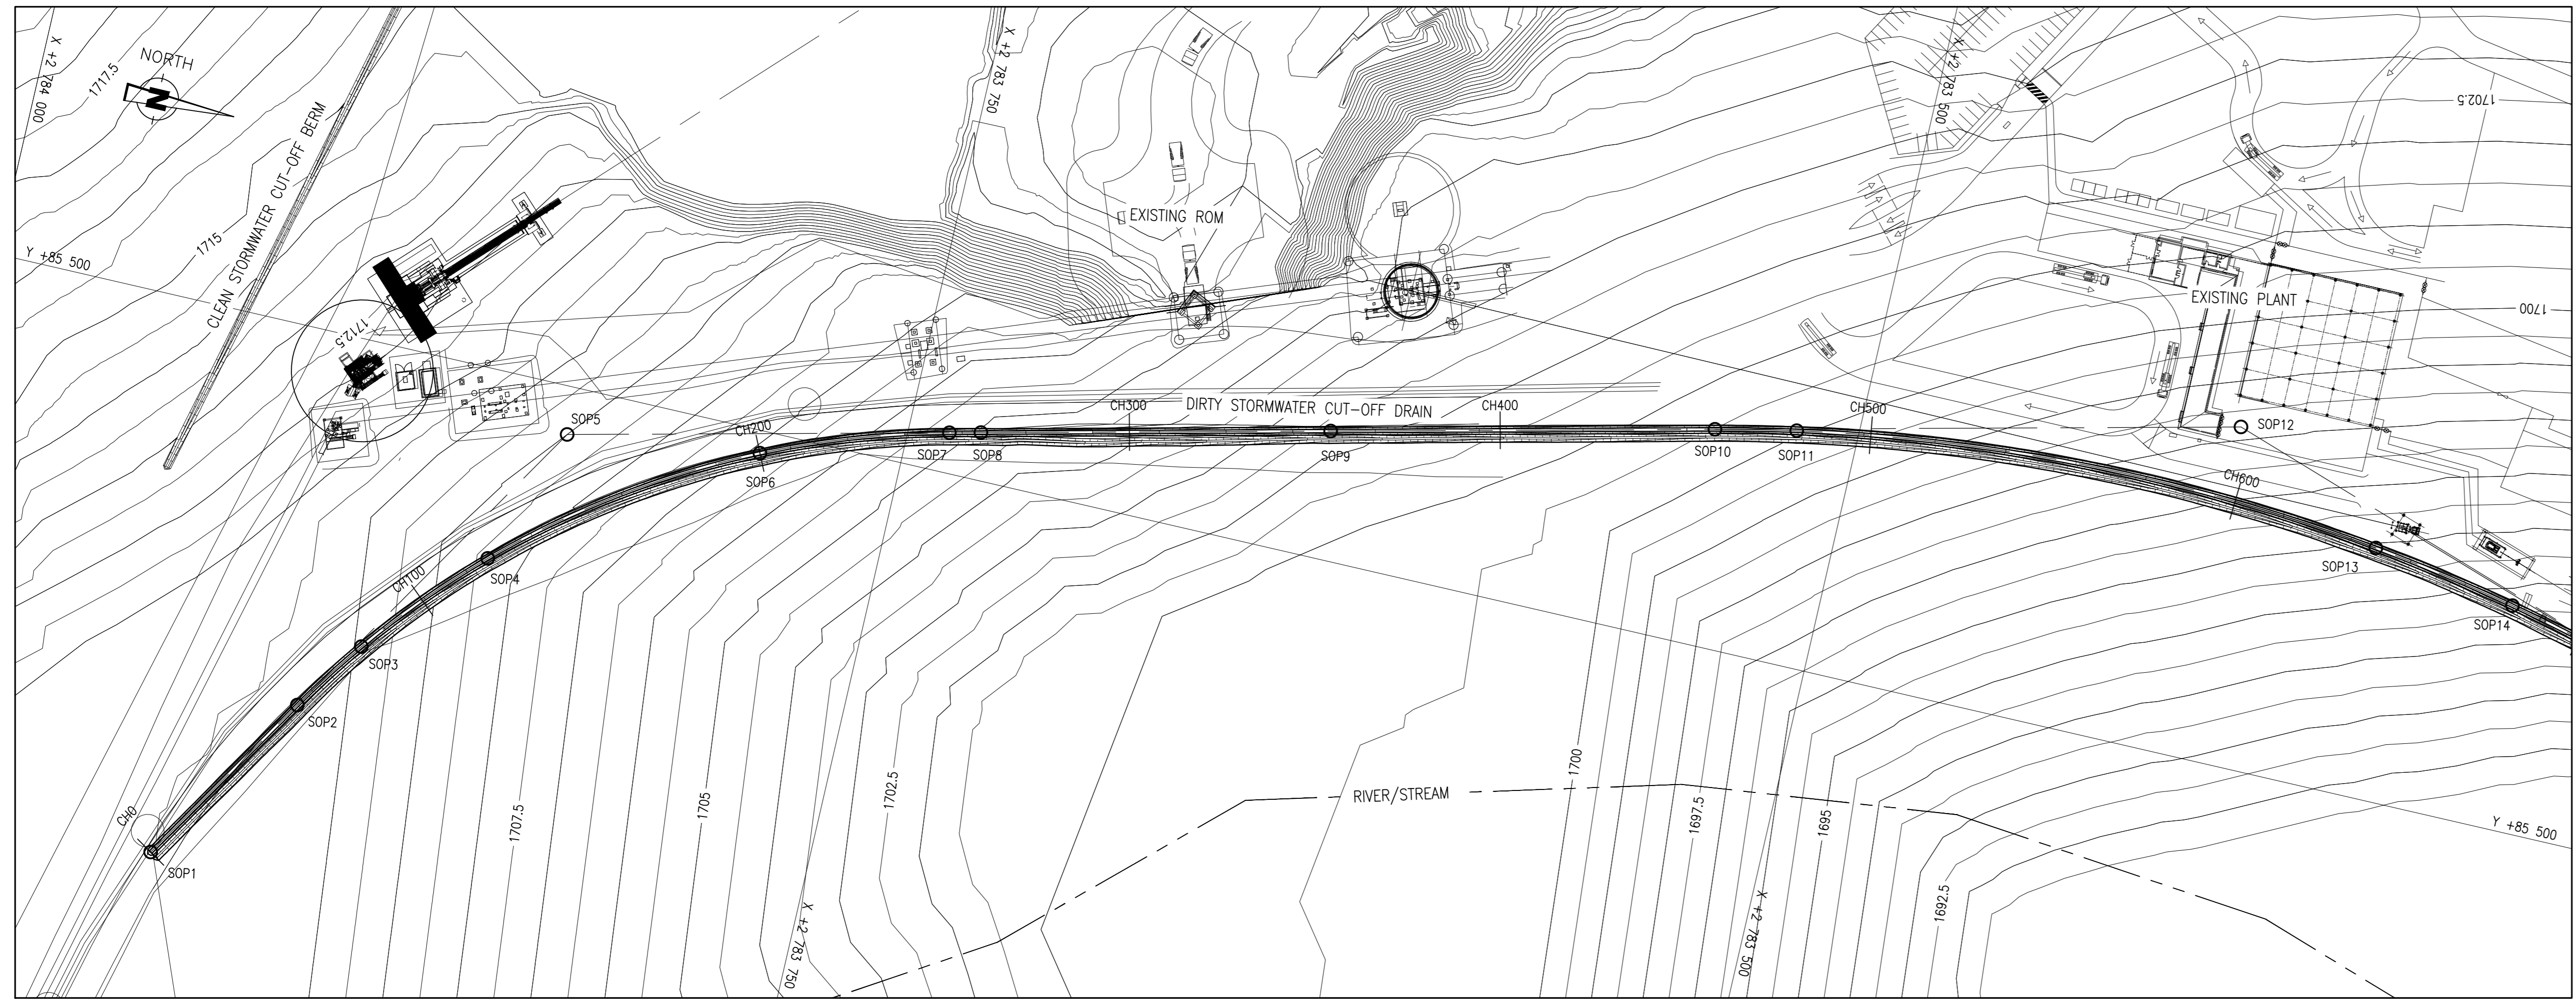 X +2 784 000
1717.5
NORTH
N
CLEAN STORMWATER CUT-OFF BERM
1715
Y +85 500
1712.5
X +2 783 750
EXISTING ROM
X +2 783 500
1702.5
EXISTING PLANT
1700
SOP5
CH200
SOP6
SOP7
SOP8
CH300
DIRTY STORMWATER CUT-OFF DRAIN
SOP9
CH400
SOP10
SOP11
CH500
SOP12
CH600
SOP13
SOP14
SOP4
CH100
SOP3
SOP2
CH0
SOP1
1707.5
1705
1702.5
X +2 783 750
RIVER/STREAM
1700
1697.5
1695
X +2 783 500
1692.5
Y +85 500